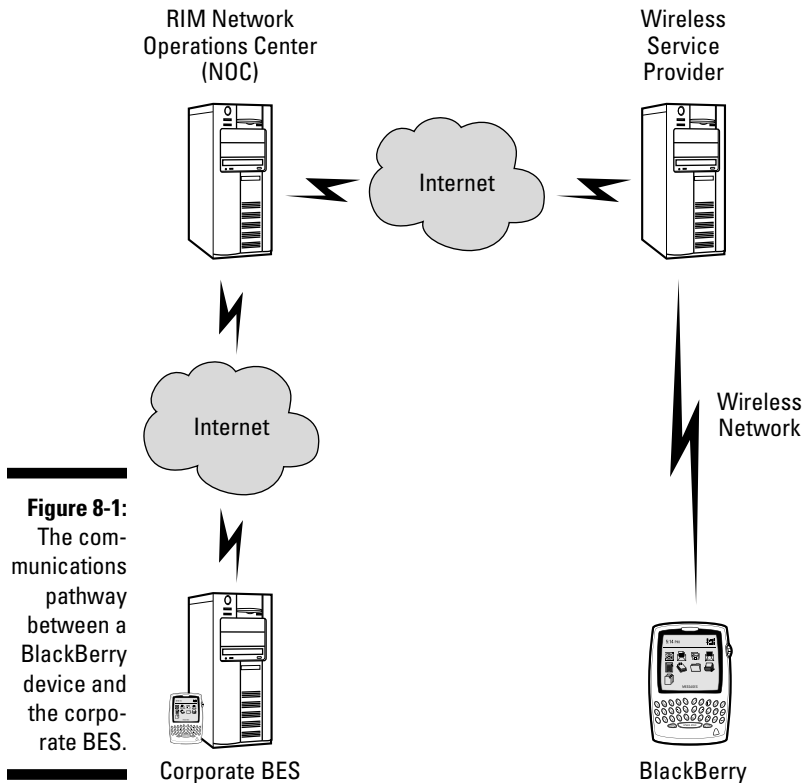 RIM Network
Operations Center
(NOC)
Wireless
Service
Provider
Internet
Internet
Wireless
Network
Figure 8-1:
The com-
munications
pathway
between a
BlackBerry
device and
the corpo-
rate BES.
Corporate BES
BlackBerry